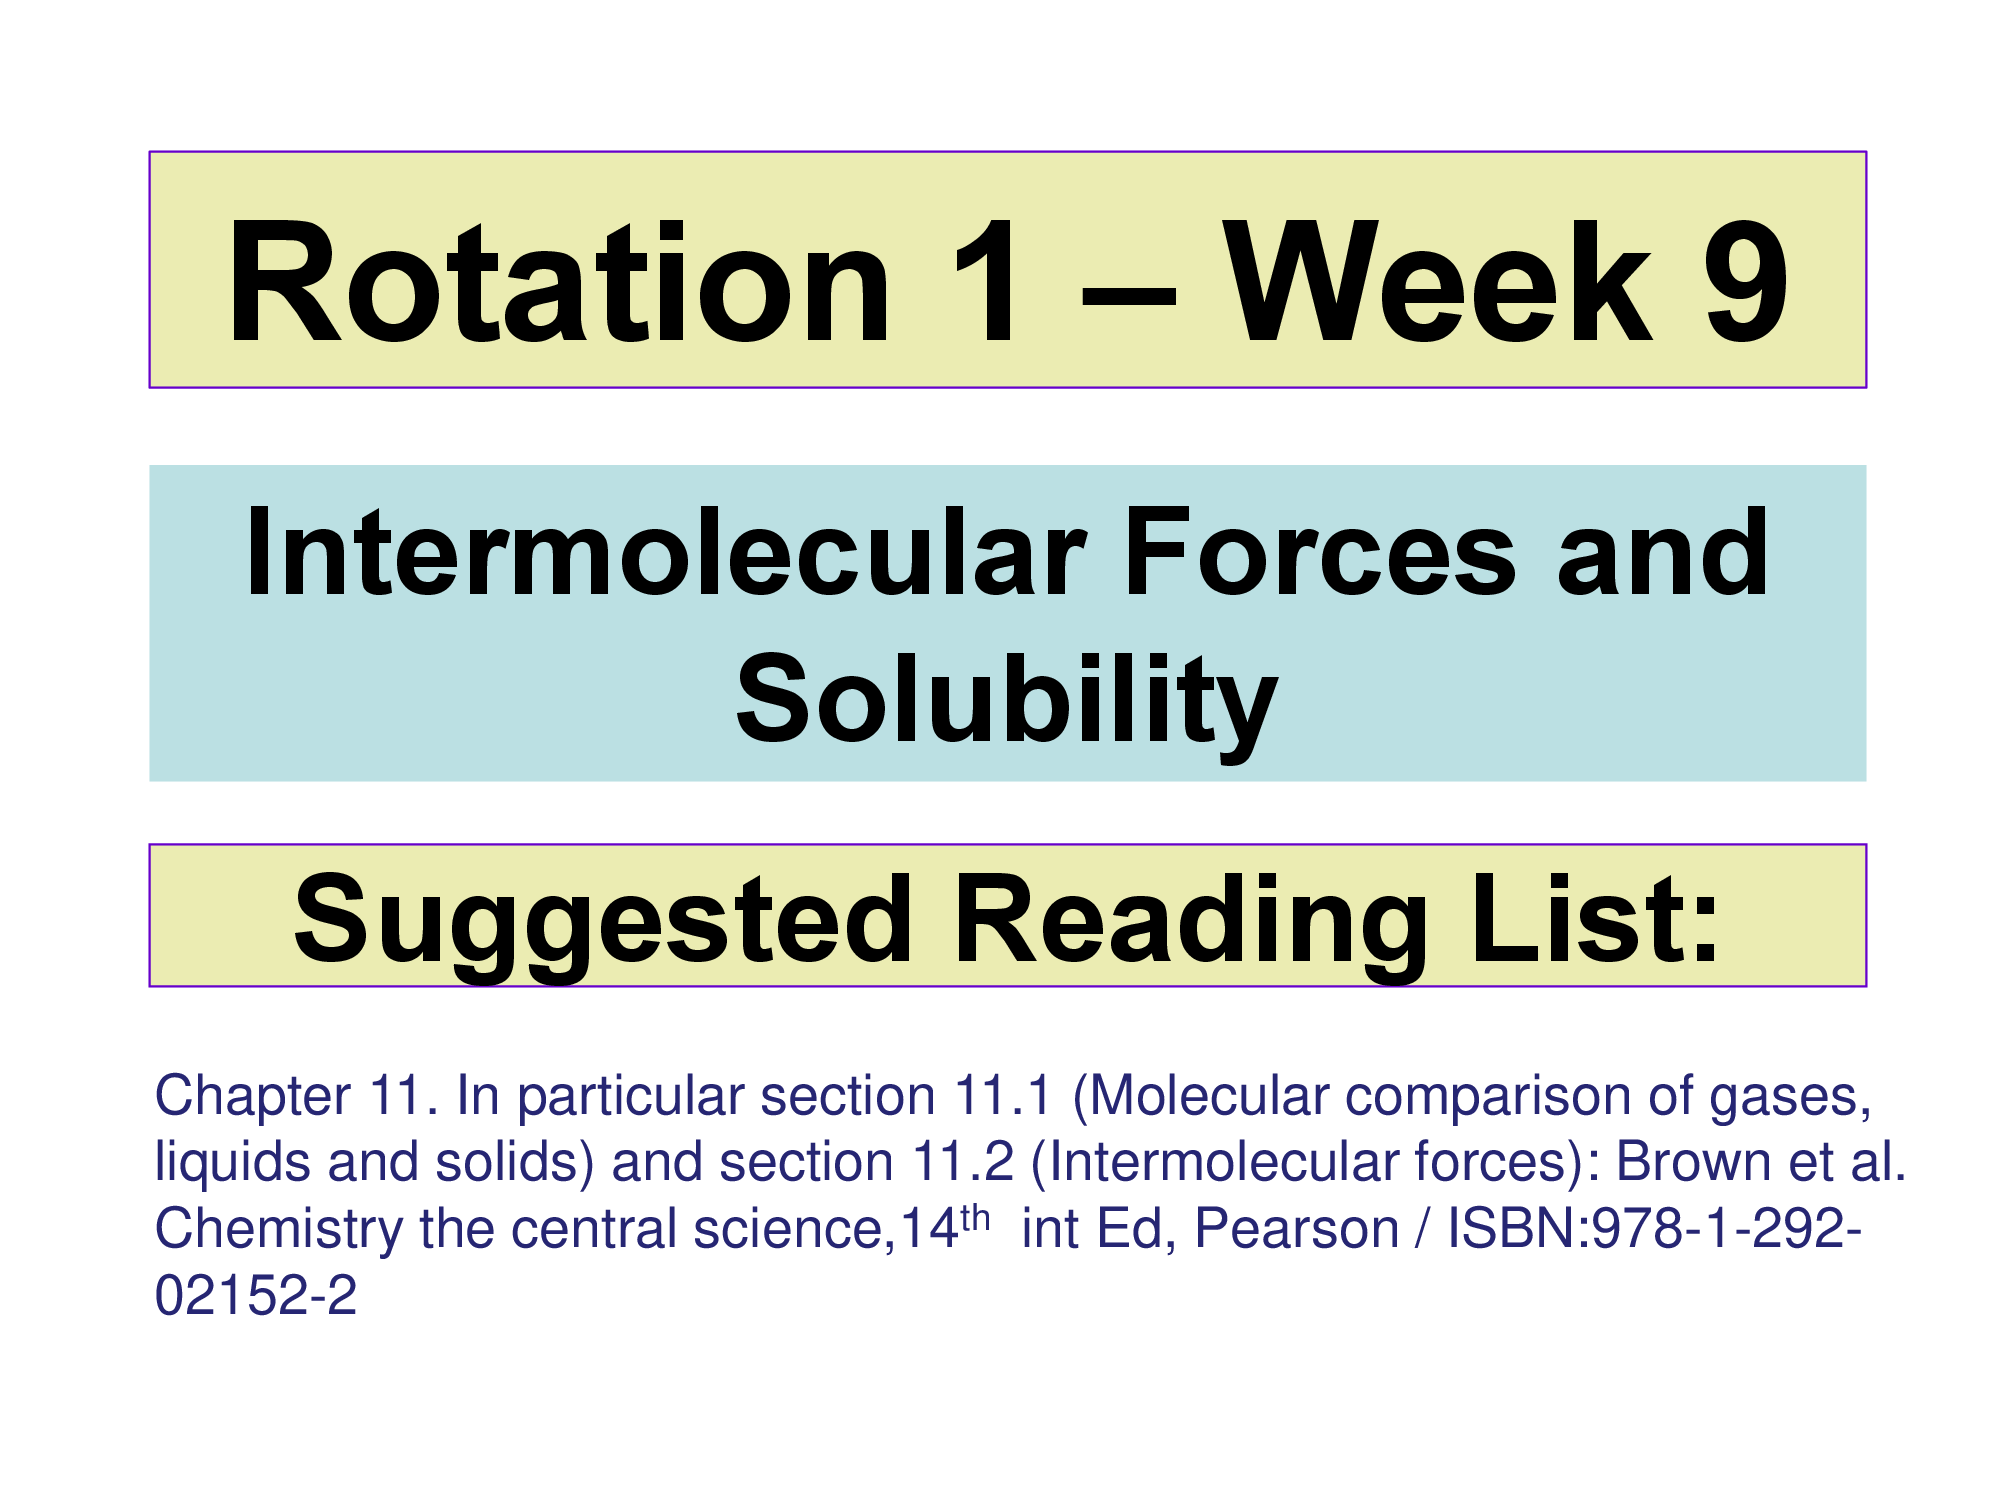 Rotation 1 – Week 9
Intermolecular Forces and
Solubility
Suggested Reading List:
Chapter 11. In particular section 11.1 (Molecular comparison of gases,
liquids and solids) and section 11.2 (Intermolecular forces): Brown et al.
Chemistry the central science,14th  int Ed, Pearson / ISBN:978-1-292-
02152-2